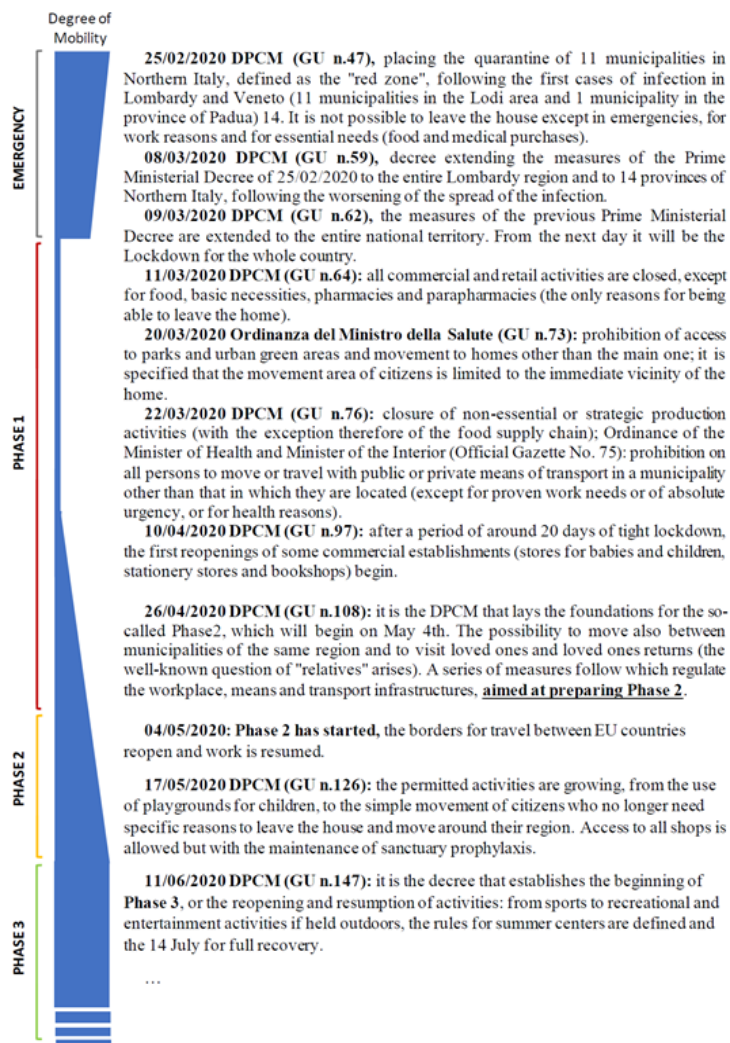 Degree of
Mobility
EMERGENCY
25/02/2020 DPCM (GU n.47), placing the quarantine of 11 municipalities in
Northern Italy, defined as the "red zone", following the first cases of infection in
Lombardy and Veneto (11 municipalities in the Lodi area and 1 municipality in the
province of Padua) 14. It is not possible to leave the house except in emergencies, for
work reasons and for essential needs (food and medical purchases).
08/03/2020 DPCM (GU n.59), decree extending the measures of the Prime
Ministerial Decree of 25/02/2020 to the entire Lombardy region and to 14 provinces of
Northern Italy, following the worsening of the spread of the infection.
09/03/2020 DPCM (GU n.62), the measures of the previous Prime Ministerial
Decree are extended to the entire national territory. From the next day it will be the
Lockdown for the whole country.
PHASE 1
11/03/2020 DPCM (GU n.64): all commercial and retail activities are closed, except
for food, basic necessities, pharmacies and parapharmacies (the only reasons for being
able to leave the home).
20/03/2020 Ordinanza del Ministro della Salute (GU n.73): prohibition of access
to parks and urban green areas and movement to homes other than the main one; it is
specified that the movement area of citizens is limited to the immediate vicinity of the
home.
22/03/2020 DPCM (GU n.76): closure of non-essential or strategic production
activities (with the exception therefore of the food supply chain); Ordinance of the
Minister of Health and Minister of the Interior (Official Gazette No. 75): prohibition on
all persons to move or travel with public or private means of transport in a municipality
other than that in which they are located (except for proven work needs or of absolute
urgency, or for health reasons).
10/04/2020 DPCM (GU n.97): after a period of around 20 days of tight lockdown,
the first reopenings of some commercial establishments (stores for babies and children,
stationery stores and bookshops) begin.
26/04/2020 DPCM (GU n.108): it is the DPCM that lays the foundations for the so-
called Phase2, which will begin on May 4th. The possibility to move also between
municipalities of the same region and to visit loved ones and loved ones returns (the
well-known question of "relatives" arises). A series of measures follow which regulate
the workplace, means and transport infrastructures, aimed at preparing Phase 2.
PHASE 2
04/05/2020: Phase 2 has started, the borders for travel between EU countries
reopen and work is resumed.
17/05/2020 DPCM (GU n.126): the permitted activities are growing, from the use
of playgrounds for children, to the simple movement of citizens who no longer need
specific reasons to leave the house and move around their region. Access to all shops is
allowed but with the maintenance of sanctuary prophylaxis.
PHASE 3
11/06/2020 DPCM (GU n.147): it is the decree that establishes the beginning of
Phase 3, or the reopening and resumption of activities: from sports to recreational and
entertainment activities if held outdoors, the rules for summer centers are defined and
the 14 July for full recovery.
…